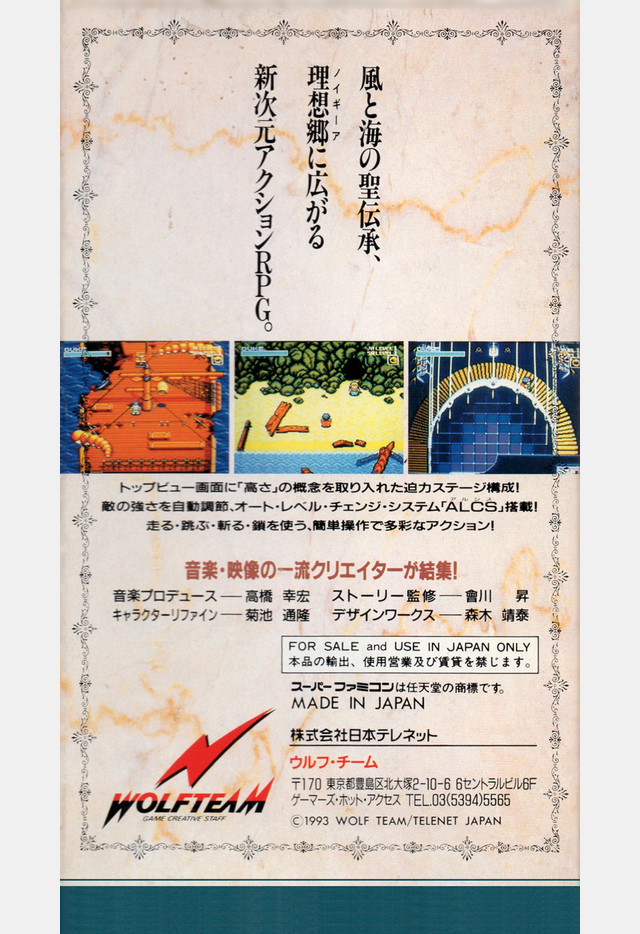 風と海の聖伝承、
理想郷に広がる
ノイギーア
新次元アクションRPG。
DUKE
DUKE
DUKE
トップビュー画面に「高さ」の概念を取り入れた迫力ステージ構成!
敵の強さを自動調節、オート・レベル・チェンジ・システム「ALCS」搭載!
アルシス
走る・跳ぶ・斬る・鎖を使う、簡単操作で多彩なアクション!
音楽・映像の一流クリエイターが結集!
音楽プロデュース──高橋 幸宏 ストーリー監修──會川 昇
キャラクターリファイン──菊池 通隆 デザインワークス──森木 靖泰
FOR SALE and USE IN JAPAN ONLY
本品の輸出、使用営業及び賃貸を禁じます。
スーパーファミコンは任天堂の商標です。
MADE IN JAPAN
株式会社日本テレネット
ウルフ・チーム
〒170 東京都豊島区北大塚2-10-6 6セントラルビル6F
ゲーマーズ・ホット・アクセス TEL.03(5394)5565
©1993 WOLF TEAM/TELENET JAPAN
WOLFTEAM
GAME CREATIVE STAFF